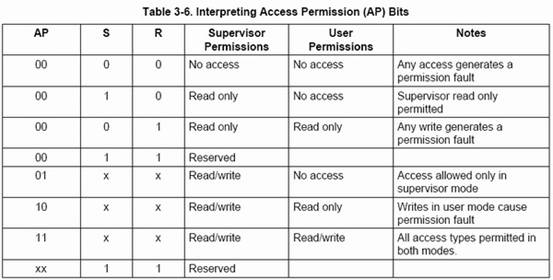 Table 3-6. Interpreting Access Permission (AP) Bits
AP S R Supervisor Permissions User Permissions Notes
00 0 0 No access No access Any access generates a permission fault
00 1 0 Read only No access Supervisor read only permitted
00 0 1 Read only Read only Any write generates a permission fault
00 1 1 Reserved
01 x x Read/write No access Access allowed only in supervisor mode
10 x x Read/write Read only Writes in user mode cause permission fault
11 x x Read/write Read/write All access types permitted in both modes.
xx 1 1 Reserved